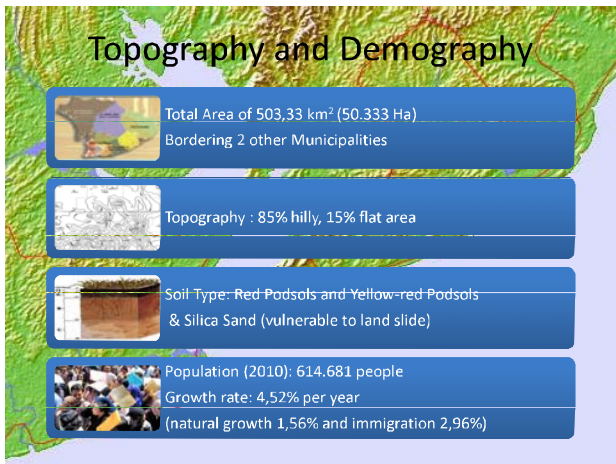 Topography and Demography
Total Area of 503,33 km² (50.333 Ha)
Bordering 2 other Municipalities
Topography : 85% hilly, 15% flat area
Soil Type: Red Podsols and Yellow-red Podsols
& Silica Sand (vulnerable to land slide)
Population (2010): 614.681 people
Growth rate: 4,52% per year
(natural growth 1,56% and immigration 2,96%)